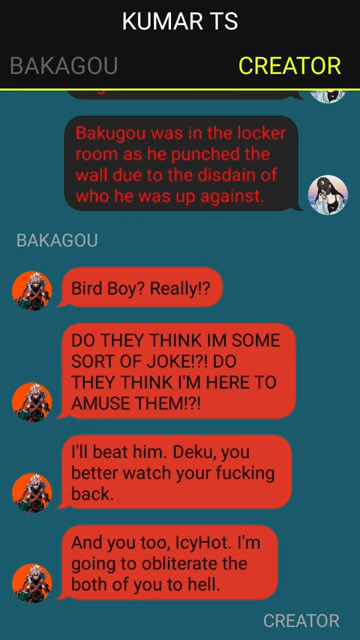 KUMAR TS
BAKAGOU
CREATOR
Bakugou was in the locker
room as he punched the
wall due to the disdain of
who he was up against.
BAKAGOU
Bird Boy? Really!?
DO THEY THINK IM SOME
SORT OF JOKE!?! DO
THEY THINK I'M HERE TO
AMUSE THEM!?!
I'll beat him. Deku, you
better watch your fucking
back.
And you too, IcyHot. I'm
going to obliterate the
both of you to hell.
CREATOR